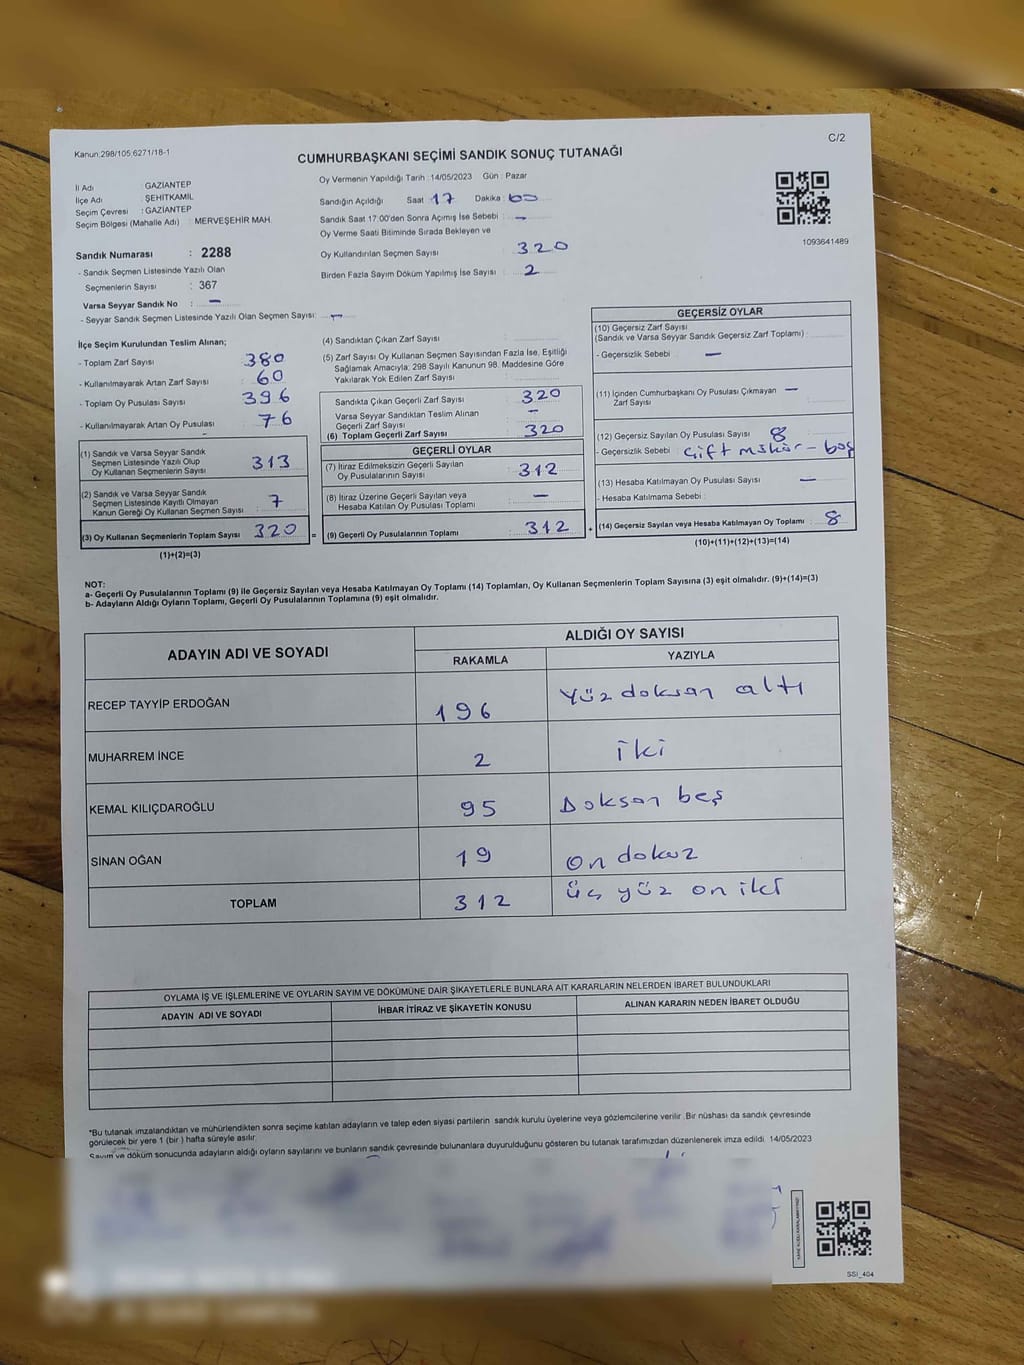 C/2
Kanun:298/105,6271/18-1
CUMHURBAŞKANI SEÇİMİ SANDIK SONUÇ TUTANAĞI
İl Adı : GAZİANTEP
İlçe Adı : ŞEHİTKAMİL
Seçim Çevresi : GAZİANTEP
Seçim Bölgesi (Mahalle Adı) : MERVEŞEHİR MAH.
Sandık Numarası : 2288
- Sandık Seçmen Listesinde Yazılı Olan
Seçmenlerin Sayısı : 367
Varsa Seyyar Sandık No : –
- Seyyar Sandık Seçmen Listesinde Yazılı Olan Seçmen Sayısı: –
Oy Vermenin Yapıldığı Tarih : 14/05/2023 Gün : Pazar
Sandığın Açıldığı Saat 17 Dakika
Sandık Saat 17:00'den Sonra Açımış İse Sebebi : –
Oy Verme Saati Bitiminde Sırada Bekleyen ve
Oy Kullandırılan Seçmen Sayısı : 320
Birden Fazla Sayım Döküm Yapılmış İse Sayısı : 2
1093641489
İlçe Seçim Kurulundan Teslim Alınan;
- Toplam Zarf Sayısı : 380
- Kullanılmayarak Artan Zarf Sayısı : 60
- Toplam Oy Pusulası Sayısı : 396
- Kullanılmayarak Artan Oy Pusulası : 76
(1) Sandık ve Varsa Seyyar Sandık
Seçmen Listesinde Yazılı Olup
Oy Kullanan Seçmenlerin Sayısı : 313
(2) Sandık ve Varsa Seyyar Sandık
Seçmen Listesinde Kayıtlı Olmayan
Kanun Gereği Oy Kullanan Seçmen Sayısı : 7
(3) Oy Kullanan Seçmenlerin Toplam Sayısı : 320 =
(1)+(2)=(3)
(4) Sandıktan Çıkan Zarf Sayısı :
(5) Zarf Sayısı Oy Kullanan Seçmen Sayısından Fazla İse, Eşitliği
Sağlamak Amacıyla; 298 Sayılı Kanunun 98. Maddesine Göre
Yakılarak Yok Edilen Zarf Sayısı :
Sandıkta Çıkan Geçerli Zarf Sayısı : 320
Varsa Seyyar Sandıktan Teslim Alınan
Geçerli Zarf Sayısı : –
(6) Toplam Geçerli Zarf Sayısı : 320
GEÇERLİ OYLAR
(7) İtiraz Edilmeksizin Geçerli Sayılan
Oy Pusulalarının Toplamı : 312
(8) İtiraz Üzerine Geçerli Sayılan veya
Hesaba Katılan Oy Pusulası Toplamı : –
(9) Geçerli Oy Pusulalarının Toplamı : 312 +
GEÇERSİZ OYLAR
(10) Geçersiz Zarf Sayısı
(Sandık ve Varsa Seyyar Sandık Geçersiz Zarf Toplamı) :
- Geçersizlik Sebebi : –
(11) İçinden Cumhurbaşkanı Oy Pusulası Çıkmayan –
Zarf Sayısı :
(12) Geçersiz Sayılan Oy Pusulası Sayısı : 8
- Geçersizlik Sebebi : Çift mühür – boş
(13) Hesaba Katılmayan Oy Pusulası Sayısı : –
- Hesaba Katılmama Sebebi :
(14) Geçersiz Sayılan veya Hesaba Katılmayan Oy Toplamı : 8
(10)+(11)+(12)+(13)=(14)
NOT:
a- Geçerli Oy Pusulalarının Toplamı (9) ile Geçersiz Sayılan veya Hesaba Katılmayan Oy Toplamı (14) Toplamları, Oy Kullanan Seçmenlerin Toplam Sayısına (3) eşit olmalıdır. (9)+(14)=(3)
b- Adayların Aldığı Oyların Toplamı, Geçerli Oy Pusulalarının Toplamına (9) eşit olmalıdır.
ADAYIN ADI VE SOYADI
ALDIĞI OY SAYISI
RAKAMLA YAZIYLA
RECEP TAYYİP ERDOĞAN 196 Yüz doksan altı
MUHARREM İNCE 2 iki
KEMAL KILIÇDAROĞLU 95 Doksan beş
SİNAN OĞAN 19 on dokuz
TOPLAM 312 üç yüz on iki
OYLAMA İŞ VE İŞLEMLERİNE VE OYLARIN SAYIM VE DÖKÜMÜNE DAİR ŞİKAYETLERLE BUNLARA AİT KARARLARIN NELERDEN İBARET BULUNDUKLARI
ADAYIN ADI VE SOYADI İHBAR İTİRAZ VE ŞİKAYETİN KONUSU ALINAN KARARIN NEDEN İBARET OLDUĞU
*Bu tutanak imzalandıktan ve mühürlendikten sonra seçime katılan adayların ve talep eden siyasi partilerin sandık kurulu üyelerine veya gözlemcilerine verilir. Bir nüshası da sandık çevresinde
görülecek bir yere 1 (bir ) hafta süreyle asılır.
Sayım ve döküm sonucunda adayların aldığı oyların sayılarını ve bunların sandık çevresinde bulunanlara duyurulduğunu gösteren bu tutanak tarafımızdan düzenlenerek imza edildi. 14/05/2023
SSI_404